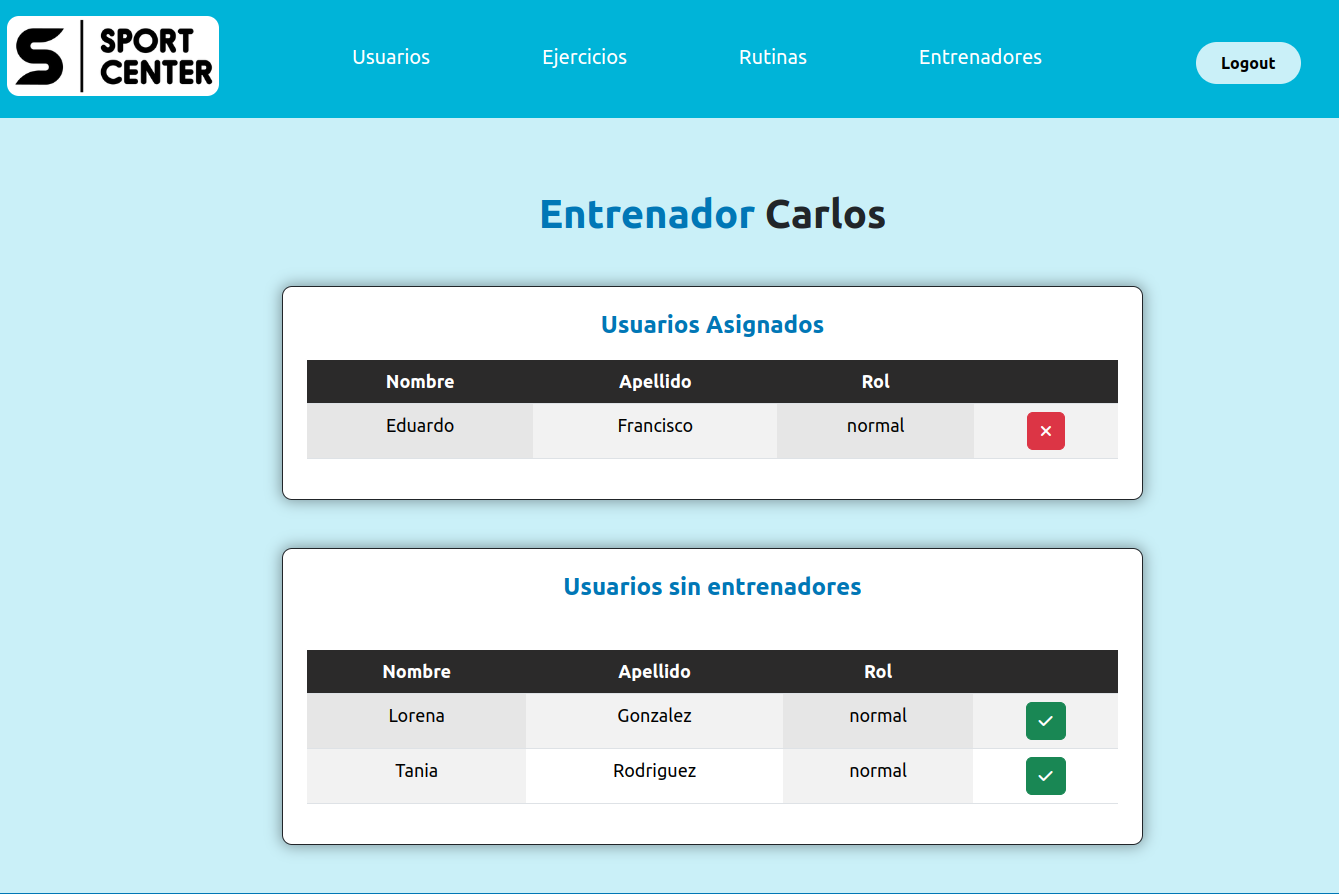 SPORT
CENTER
Usuarios Ejercicios Rutinas Entrenadores Logout
Entrenador Carlos
Usuarios Asignados
Nombre Apellido Rol
Eduardo Francisco normal
Usuarios sin entrenadores
Nombre Apellido Rol
Lorena Gonzalez normal
Tania Rodriguez normal